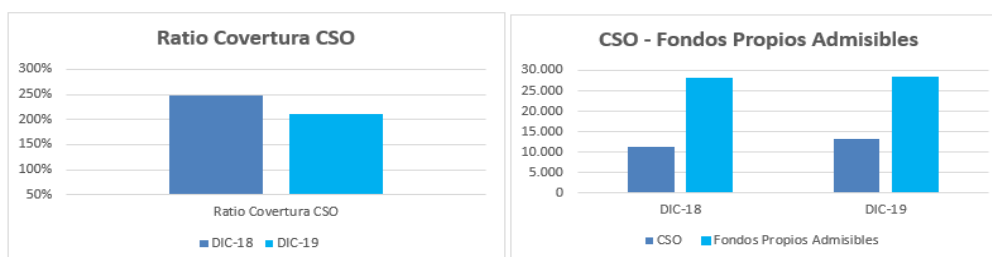 Ratio Covertura CSO
300%
250%
200%
150%
100%
50%
Ratio Covertura CSO
DIC-18 DIC-19
CSO - Fondos Propios Admisibles
30.000
25.000
20.000
15.000
10.000
5.000
0
DIC-18 DIC-19
CSO Fondos Propios Admisibles